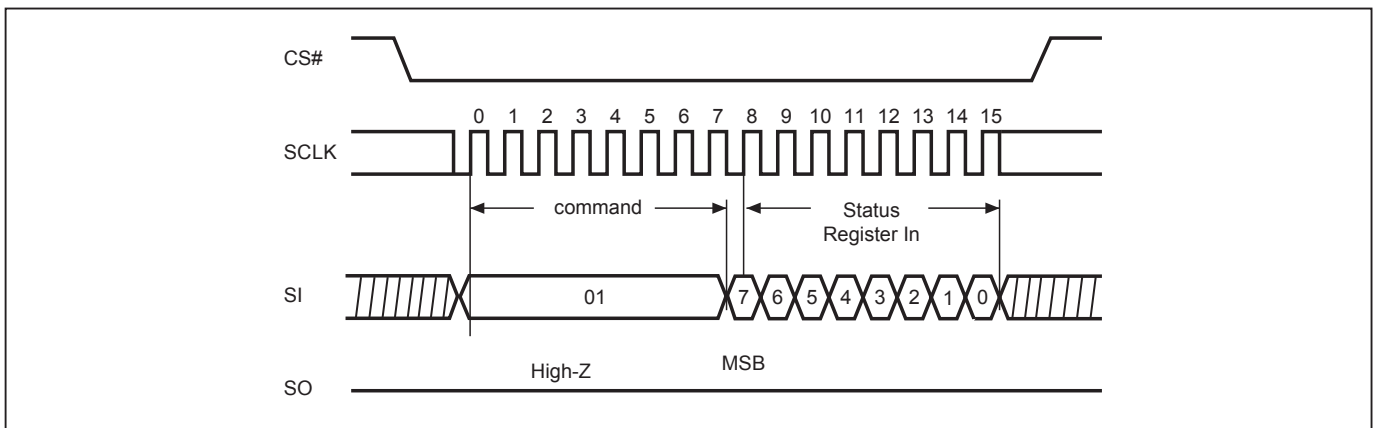 CS#
0 1 2 3 4 5 6 7 8 9 10 11 12 13 14 15
SCLK
command Status
Register In
SI 01 7 6 5 4 3 2 1 0
High-Z MSB
SO